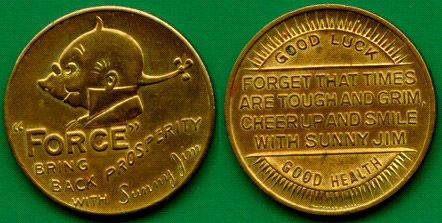 "FORCE"
BRING
BACK PROSPERITY
WITH Sunny Jim
GOOD LUCK
FORGET THAT TIMES
ARE TOUGH AND GRIM,
CHEER UP AND SMILE
WITH SUNNY JIM
GOOD HEALTH